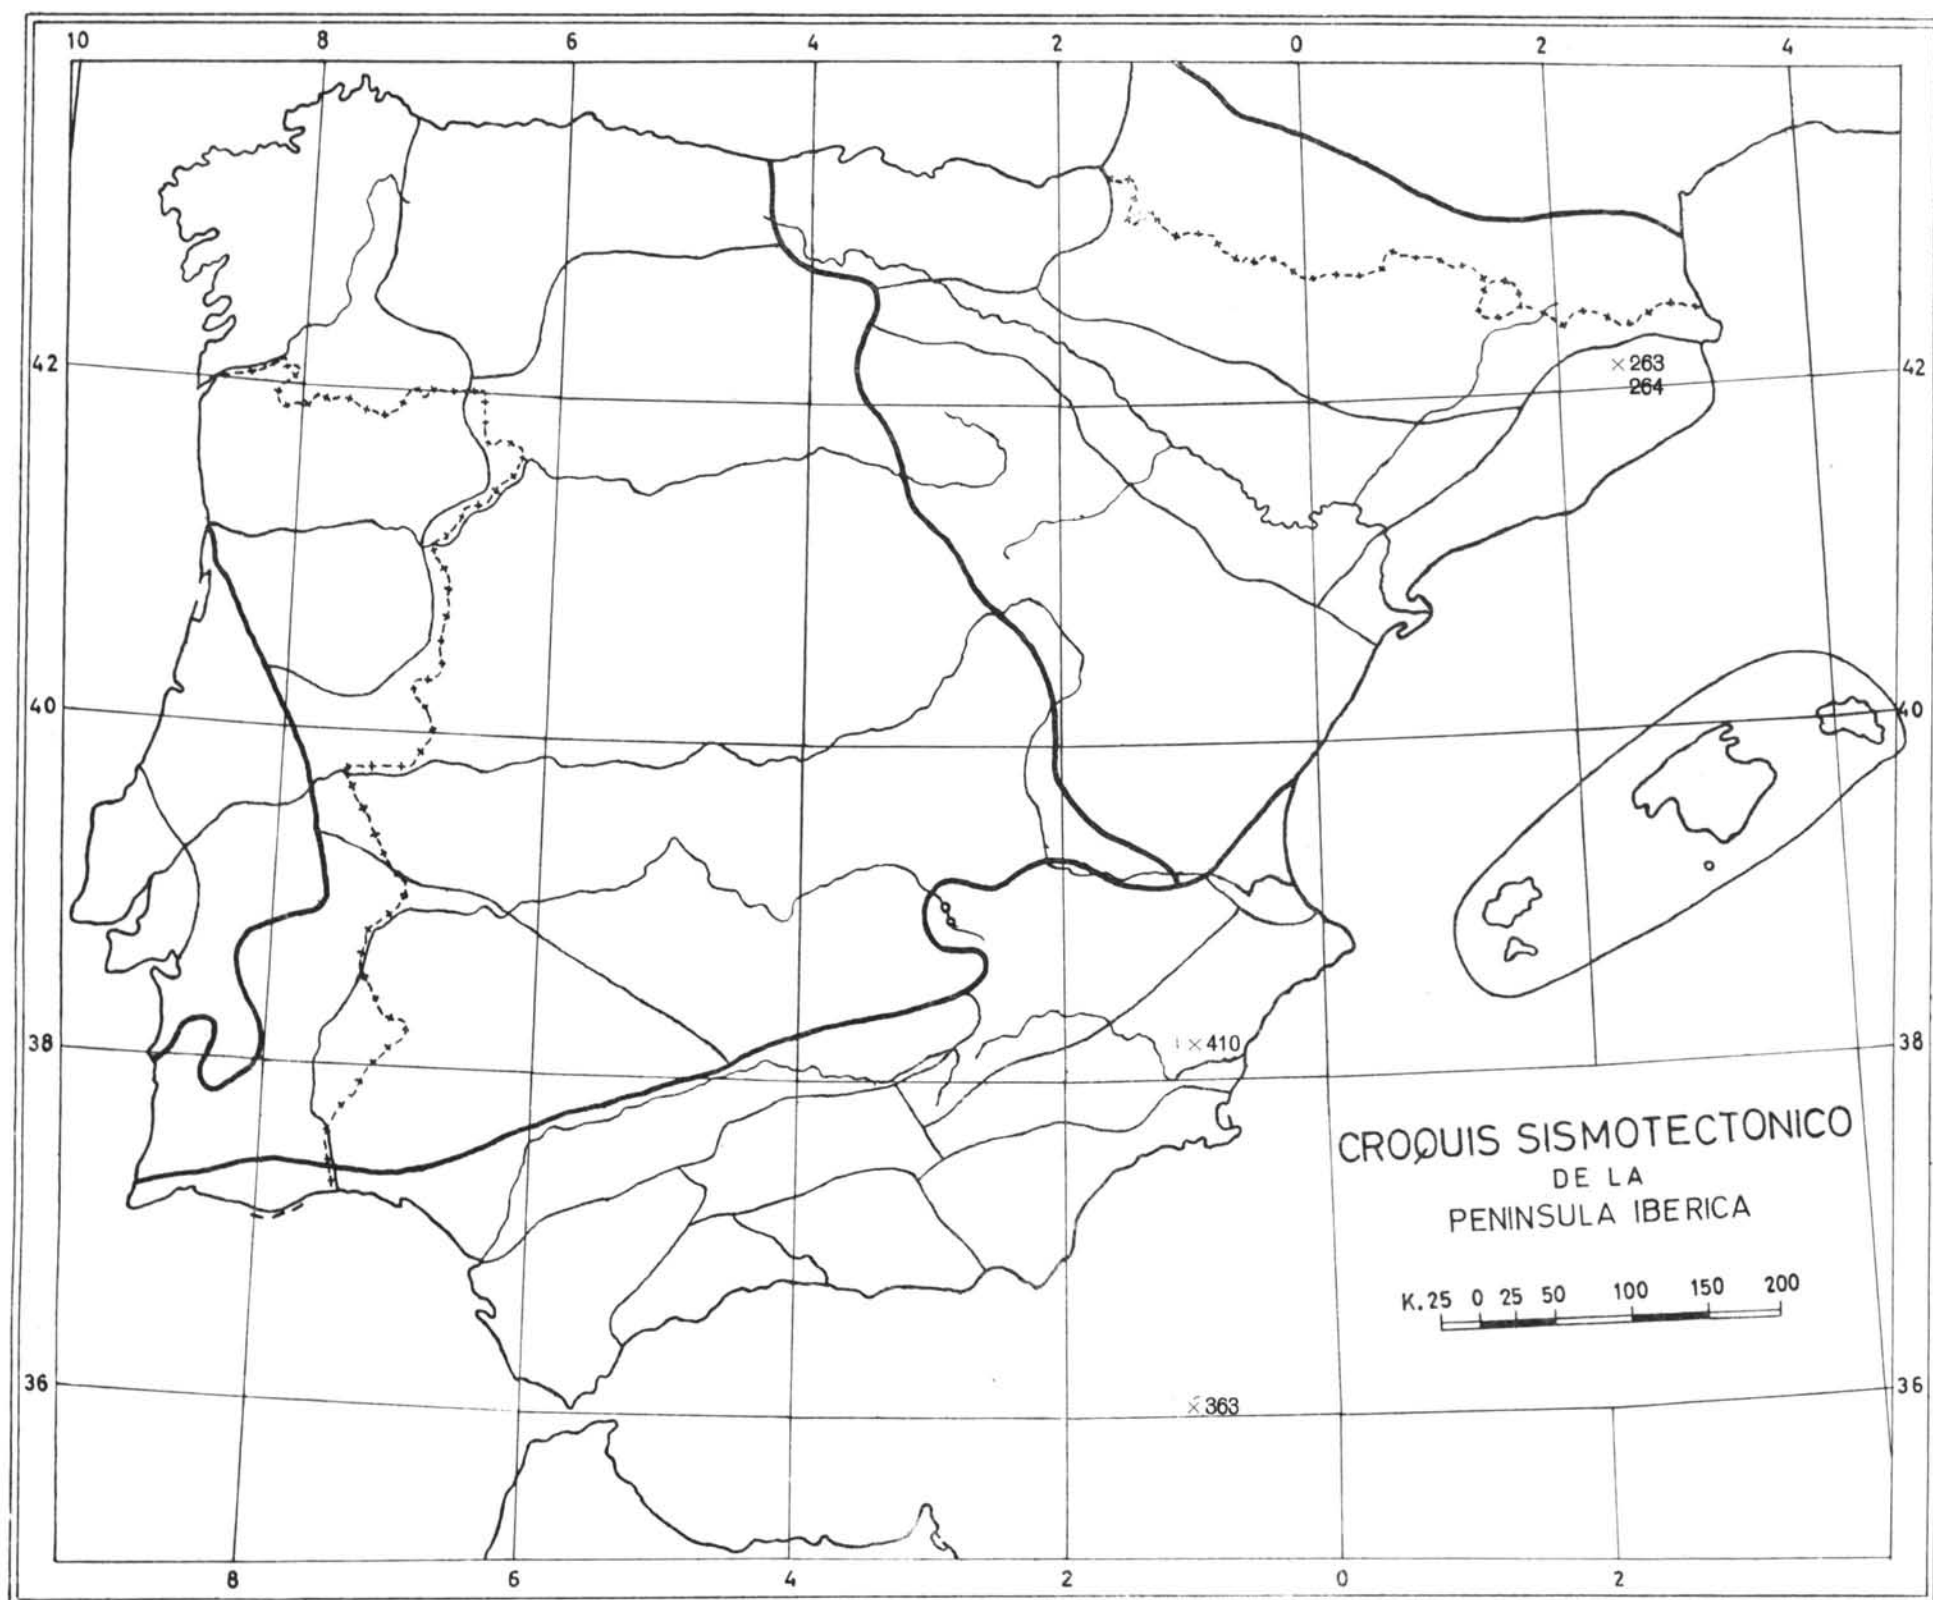 10 8 6 4 2 0 2 4
42 42
263
264
40 40
38 38
410
CROQUIS SISMOTECTONICO
DE LA
PENINSULA IBERICA
K. 25 0 25 50 100 150 200
36 36
363
8 6 4 2 0 2